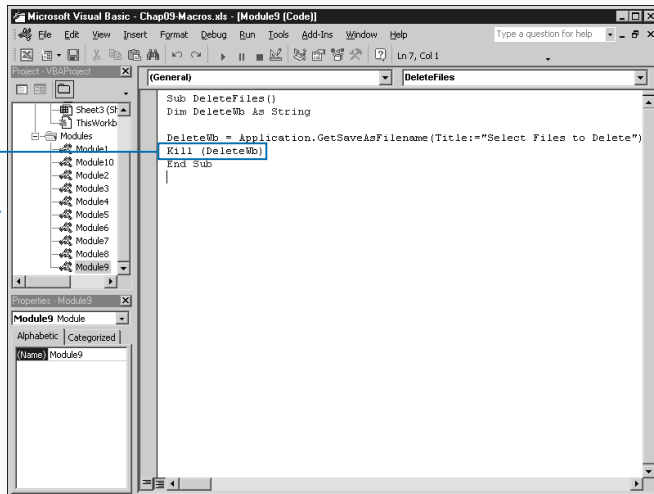 Microsoft Visual Basic - Chap09-Macros.xls - [Module9 (Code)]
File Edit View Insert Format Debug Run Tools Add-Ins Window Help
Type a question for help
Ln 7, Col 1
Project - VBAProject
(General)
DeleteFiles
Sheet3 (Sh
ThisWorkb
Modules
Module1
Module10
Module2
Module3
Module4
Module5
Module6
Module7
Module8
Module9
Sub DeleteFiles()
Dim DeleteWb As String
DeleteWb = Application.GetSaveAsFilename(Title:="Select Files to Delete")
Kill (DeleteWb)
End Sub
Properties - Module9
Module9 Module
Alphabetic Categorized
(Name) Module9